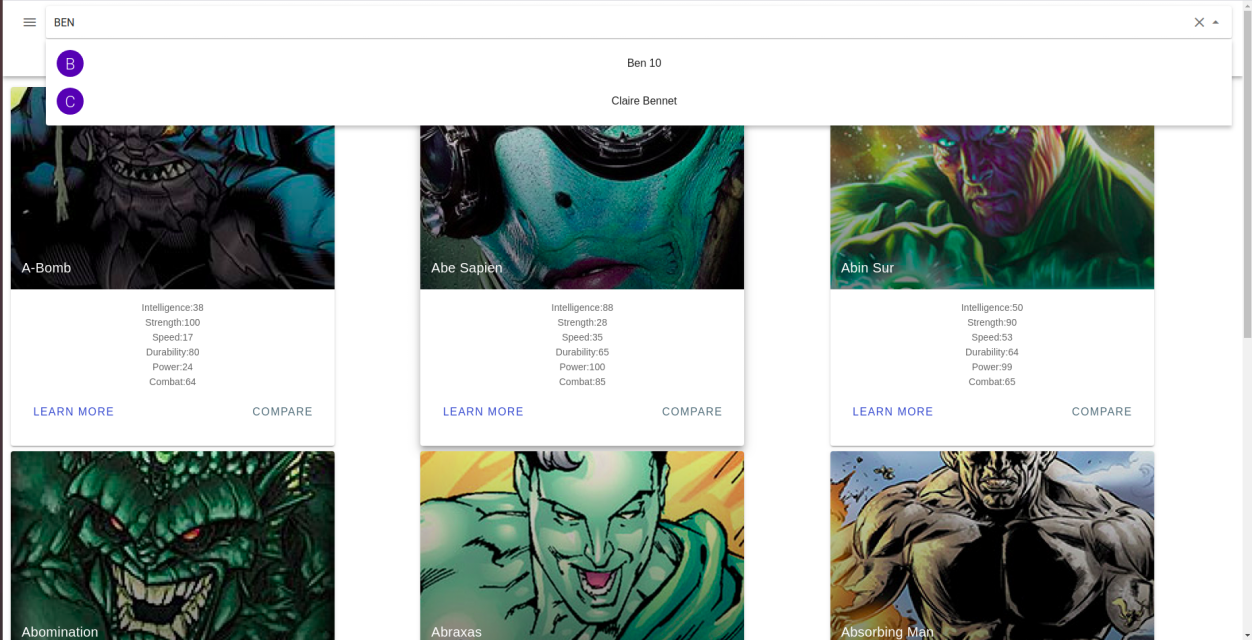 BEN
B Ben 10
C Claire Bennet
A-Bomb
Intelligence:38
Strength:100
Speed:17
Durability:80
Power:24
Combat:64
LEARN MORE COMPARE
Abe Sapien
Intelligence:88
Strength:28
Speed:35
Durability:65
Power:100
Combat:85
LEARN MORE COMPARE
Abin Sur
Intelligence:50
Strength:90
Speed:53
Durability:64
Power:99
Combat:65
LEARN MORE COMPARE
Abomination
Abraxas
Absorbing Man